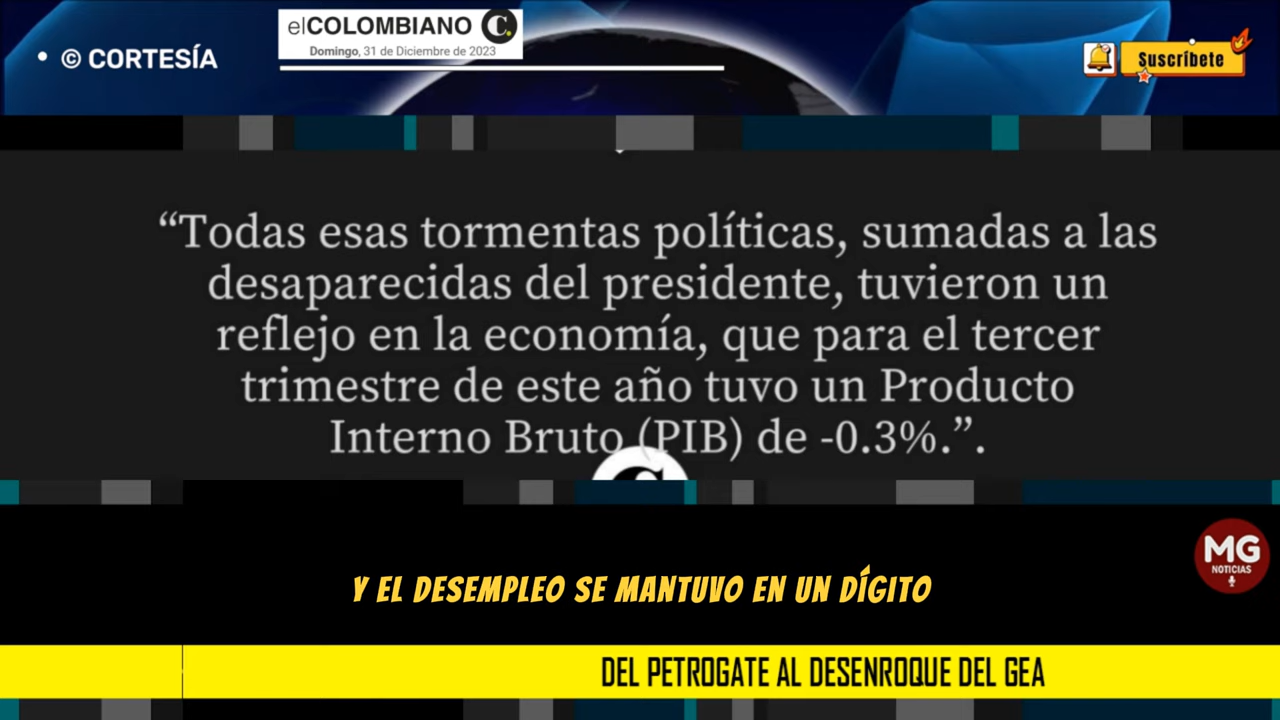 • © CORTESÍA
elCOLOMBIANO C.
Domingo, 31 de Diciembre de 2023
Suscríbete
“Todas esas tormentas políticas, sumadas a las
desaparecidas del presidente, tuvieron un
reflejo en la economía, que para el tercer
trimestre de este año tuvo un Producto
Interno Bruto (PIB) de -0.3%.”.
MG
NOTICIAS
Y EL DESEMPLEO SE MANTUVO EN UN DÍGITO
DEL PETROGATE AL DESENROQUE DEL GEA